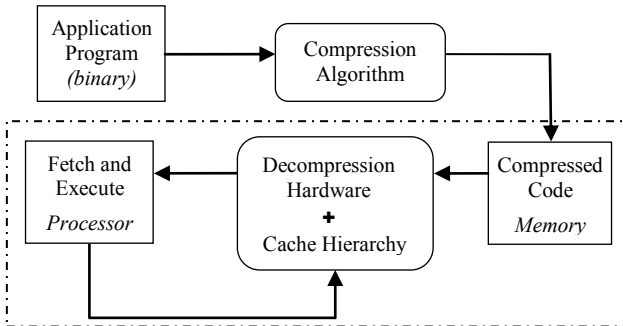 Application
Program
(binary)
Compression
Algorithm
Fetch and
Execute
Processor
Decompression
Hardware
+
Cache Hierarchy
Compressed
Code
Memory